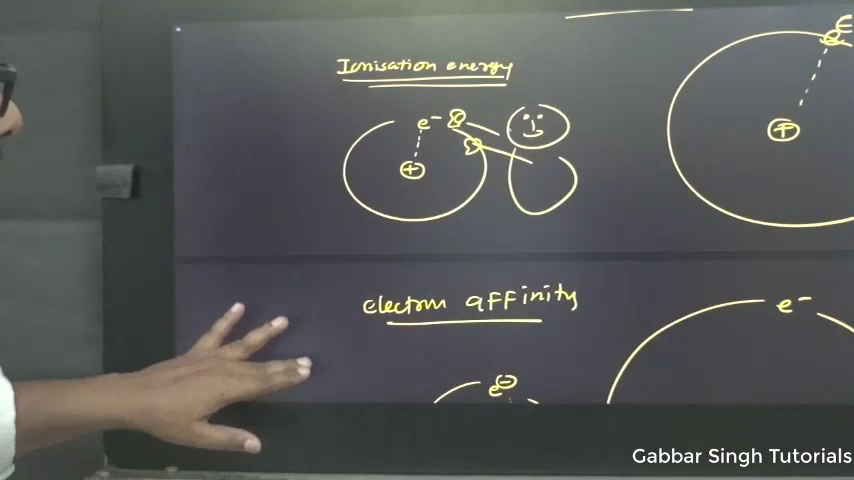 Ionisation energy
e-
e-
+
+
electron affinity
e-
e-
Gabbar Singh Tutorials